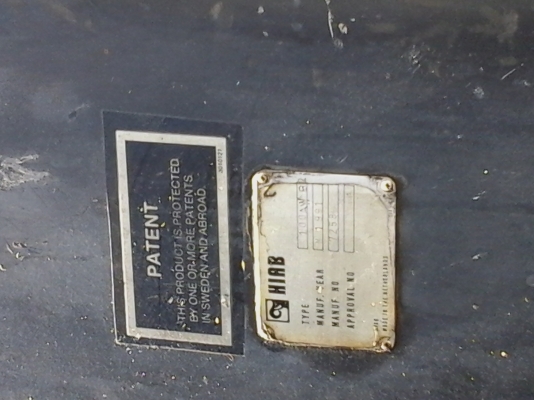 PATENT
THIS PRODUCT IS PROTECTED
BY ONE OR MORE PATENTS
IN SWEDEN AND ABROAD.
HIAB
TYPE
MANUF. YEAR
MANUF. NO
APPROVAL NO
MADE IN THE NETHERLANDS